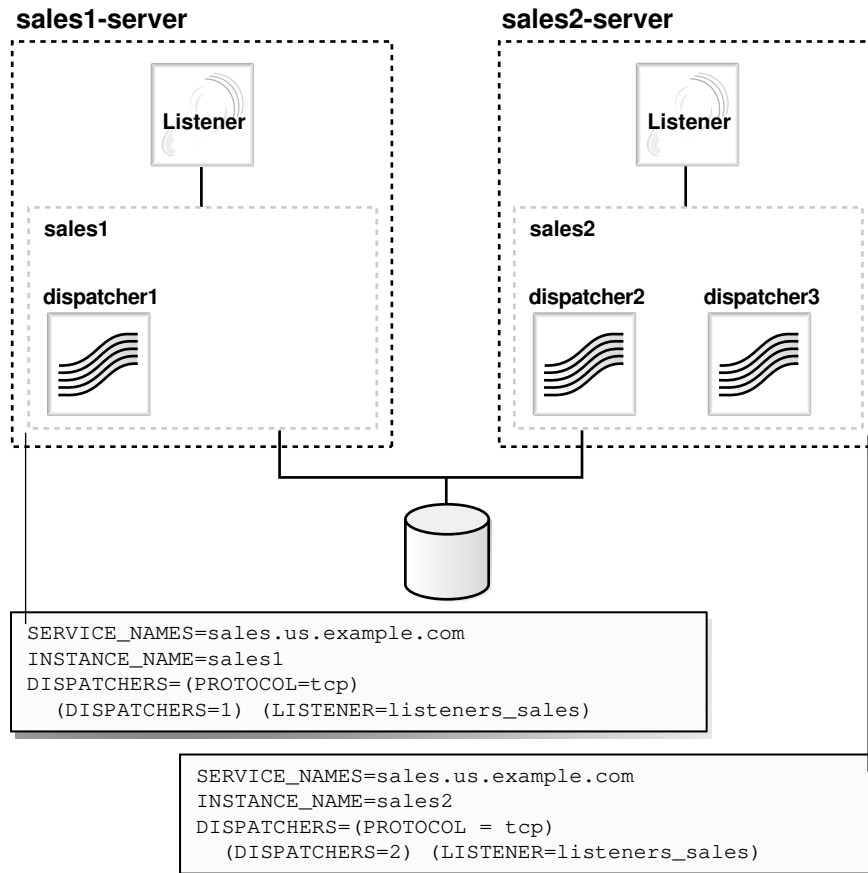 sales1-server
sales2-server
Listener
Listener
sales1
sales2
dispatcher1
dispatcher2
dispatcher3
SERVICE_NAMES=sales.us.example.com
INSTANCE_NAME=sales1
DISPATCHERS=(PROTOCOL=tcp)
(DISPATCHERS=1) (LISTENER=listeners_sales)
SERVICE_NAMES=sales.us.example.com
INSTANCE_NAME=sales2
DISPATCHERS=(PROTOCOL = tcp)
(DISPATCHERS=2) (LISTENER=listeners_sales)